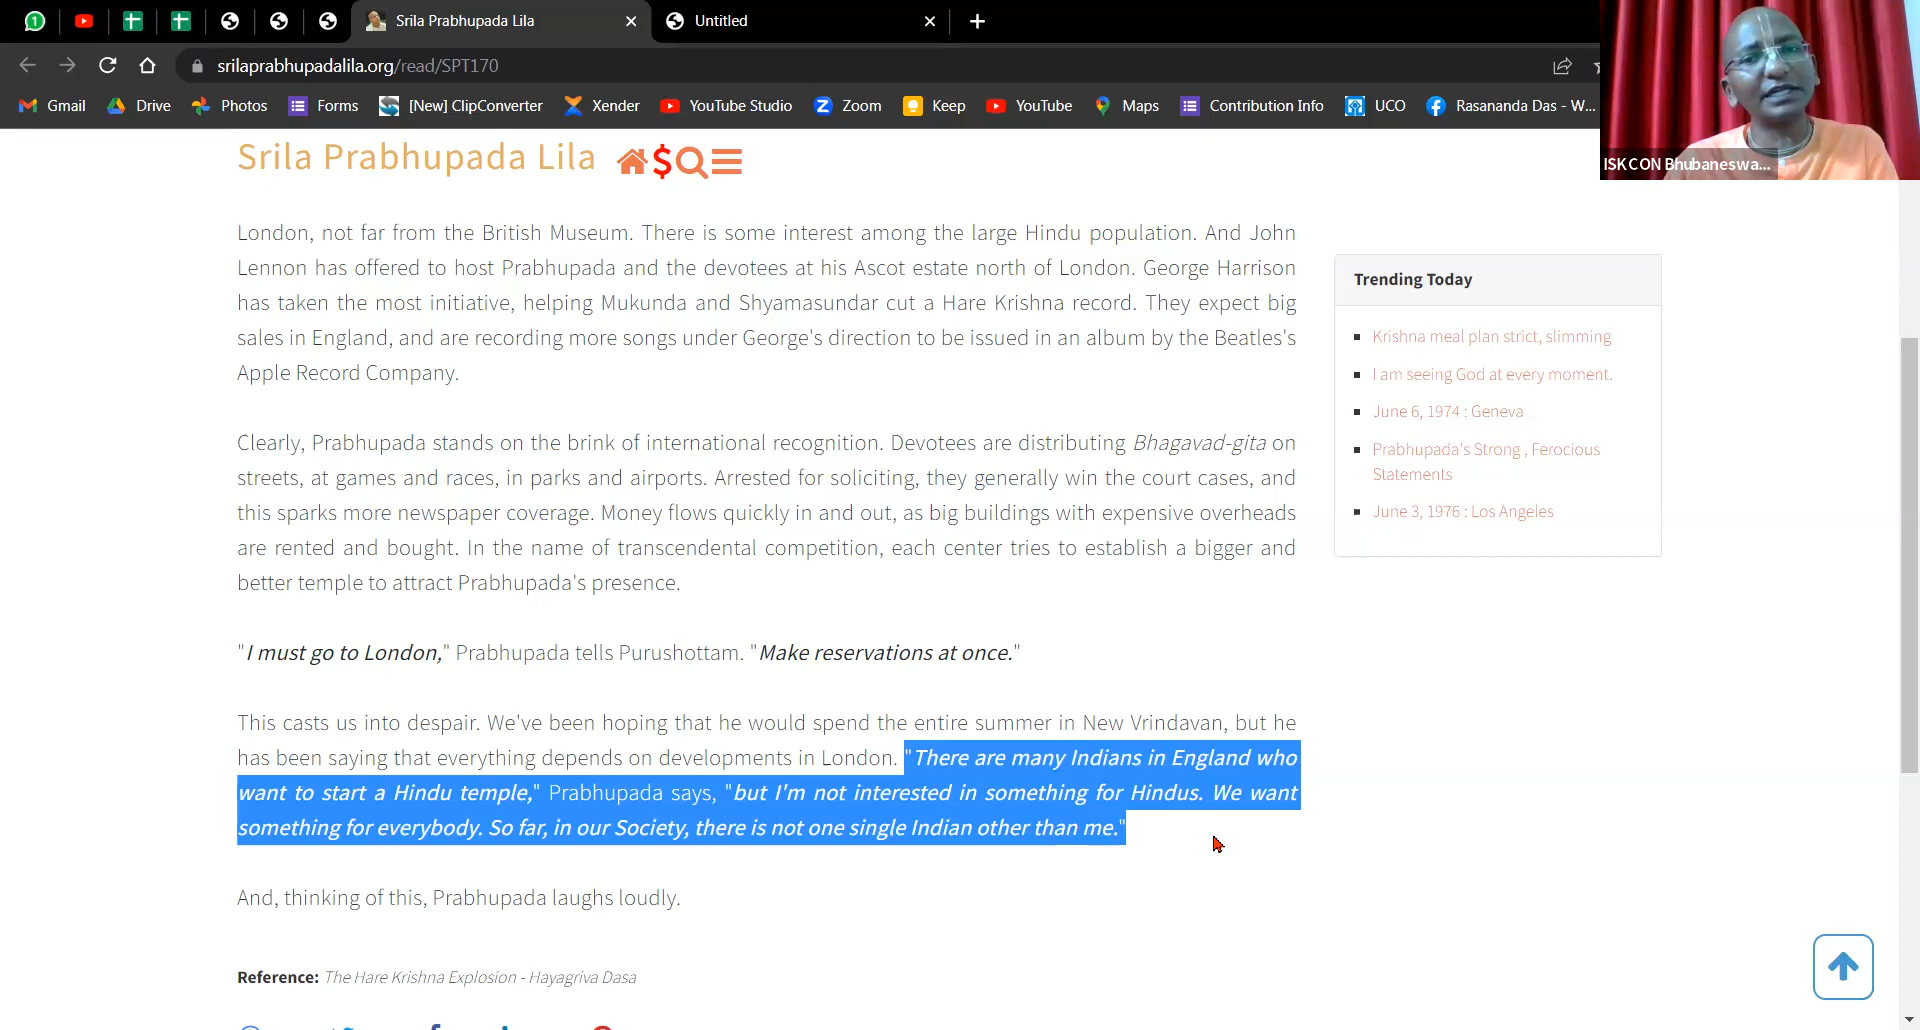 Srila Prabhupada Lila
Untitled
srilaprabhupadalila.org/read/SPT170
Gmail Drive Photos Forms [New] ClipConverter Xender YouTube Studio Zoom Keep YouTube Maps Contribution Info UCO Rasananda Das - W...
ISKCON Bhubaneswa...
Srila Prabhupada Lila $
London, not far from the British Museum. There is some interest among the large Hindu population. And John
Lennon has offered to host Prabhupada and the devotees at his Ascot estate north of London. George Harrison
has taken the most initiative, helping Mukunda and Shyamasundar cut a Hare Krishna record. They expect big
sales in England, and are recording more songs under George's direction to be issued in an album by the Beatles's
Apple Record Company.
Clearly, Prabhupada stands on the brink of international recognition. Devotees are distributing Bhagavad-gita on
streets, at games and races, in parks and airports. Arrested for soliciting, they generally win the court cases, and
this sparks more newspaper coverage. Money flows quickly in and out, as big buildings with expensive overheads
are rented and bought. In the name of transcendental competition, each center tries to establish a bigger and
better temple to attract Prabhupada's presence.
"I must go to London," Prabhupada tells Purushottam. "Make reservations at once."
This casts us into despair. We've been hoping that he would spend the entire summer in New Vrindavan, but he
has been saying that everything depends on developments in London. "There are many Indians in England who
want to start a Hindu temple," Prabhupada says, "but I'm not interested in something for Hindus. We want
something for everybody. So far, in our Society, there is not one single Indian other than me."
And, thinking of this, Prabhupada laughs loudly.
Reference: The Hare Krishna Explosion - Hayagriva Dasa
Trending Today
Krishna meal plan strict, slimming
I am seeing God at every moment.
June 6, 1974 : Geneva
Prabhupada's Strong , Ferocious
Statements
June 3, 1976 : Los Angeles